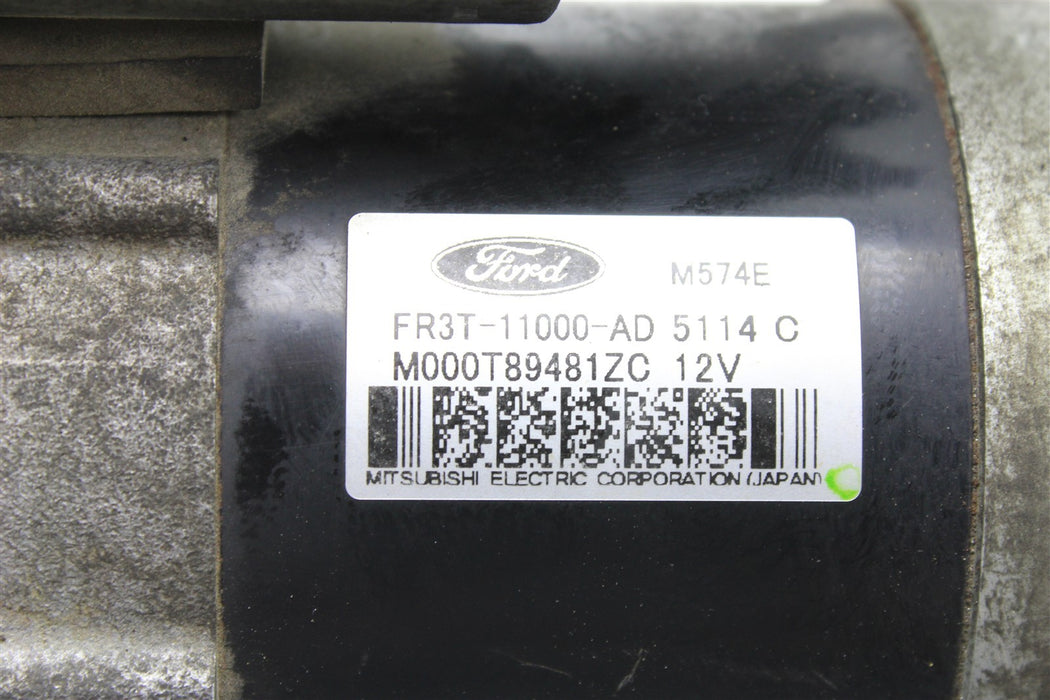 Ford M574E
FR3T-11000-AD 5114 C
M000T89481ZC 12V
MITSUBISHI ELECTRIC CORPORATION (JAPAN)